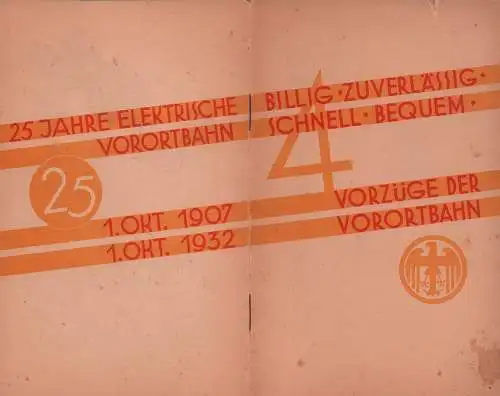 25 JAHRE ELEKTRISCHE
VORORTBAHN
25
1. OKT. 1907
1. OKT. 1932
BILLIG · ZUVERLÄSSIG ·
SCHNELL · BEQUEM ·
4
VORZÜGE DER
VORORTBAHN